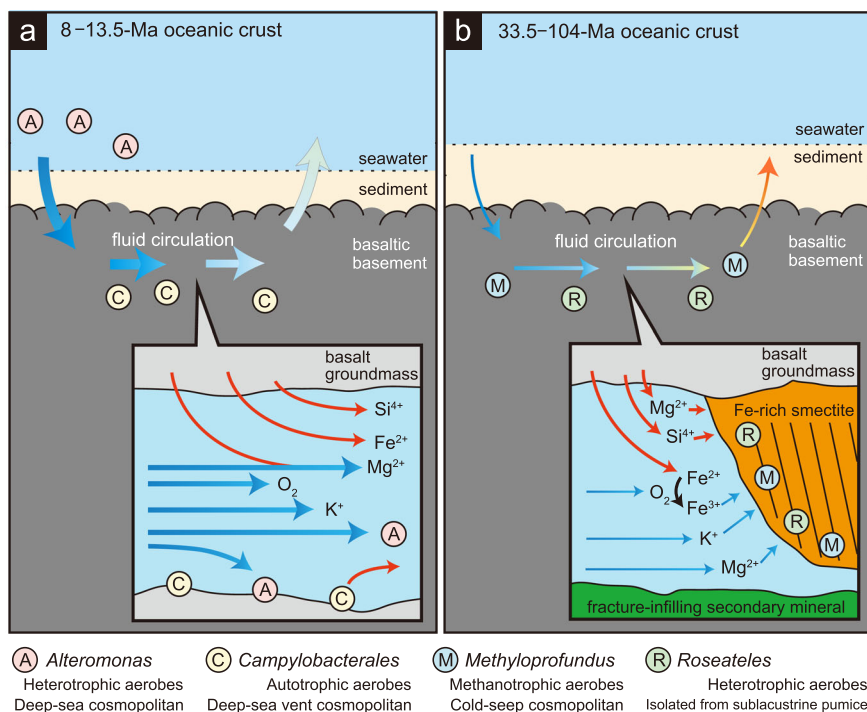 a 8–13.5-Ma oceanic crust
A A A
seawater
sediment
fluid circulation
basaltic
basement
C C C
basalt
groundmass
Si4+
Fe2+
Mg2+
O2
K+
A
C A C
b 33.5–104-Ma oceanic crust
seawater
sediment
fluid circulation
basaltic
basement
M R R M
basalt
groundmass
Mg2+
Si4+
Fe-rich smectite
R
M
R
M
Fe2+
O2
Fe3+
K+
Mg2+
fracture-infilling secondary mineral
A Alteromonas
Heterotrophic aerobes
Deep-sea cosmopolitan
C Campylobacterales
Autotrophic aerobes
Deep-sea vent cosmopolitan
M Methyloprofundus
Methanotrophic aerobes
Cold-seep cosmopolitan
R Roseateles
Heterotrophic aerobes
Isolated from sublacustrine pumice